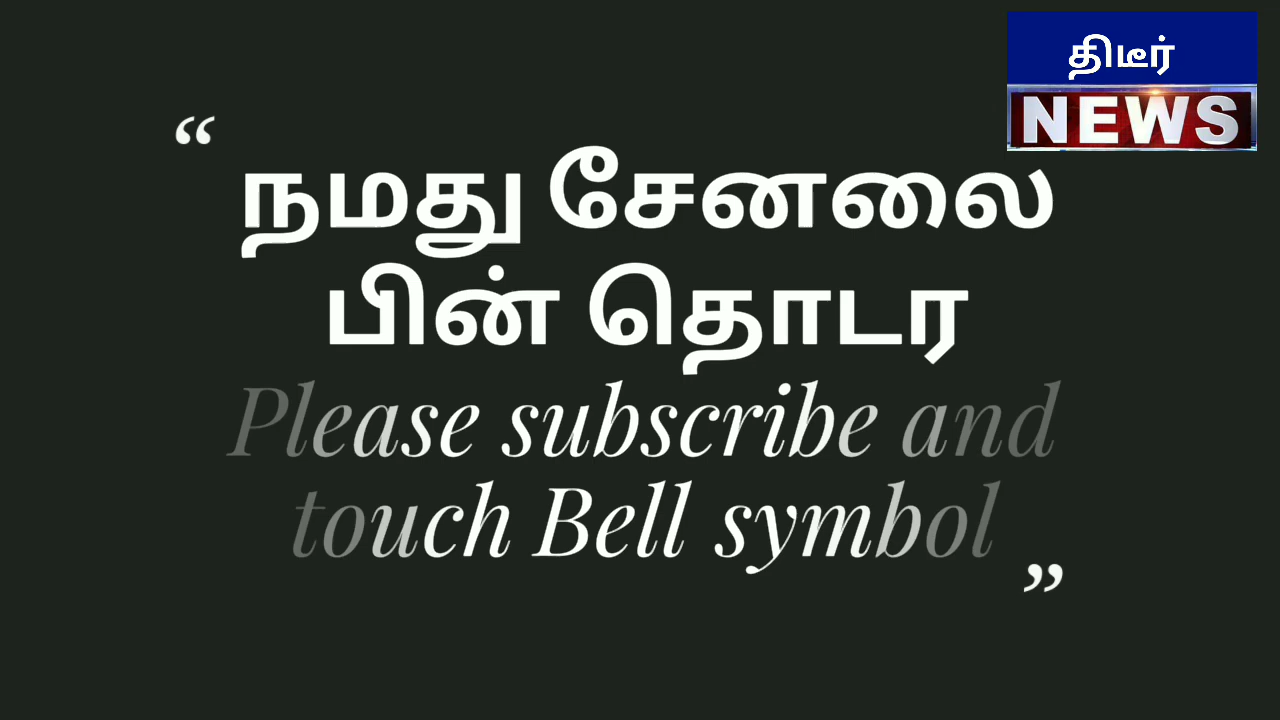 திடீர்
NEWS
“
நமது சேனலை
பின் தொடர
Please subscribe and
touch Bell symbol
”